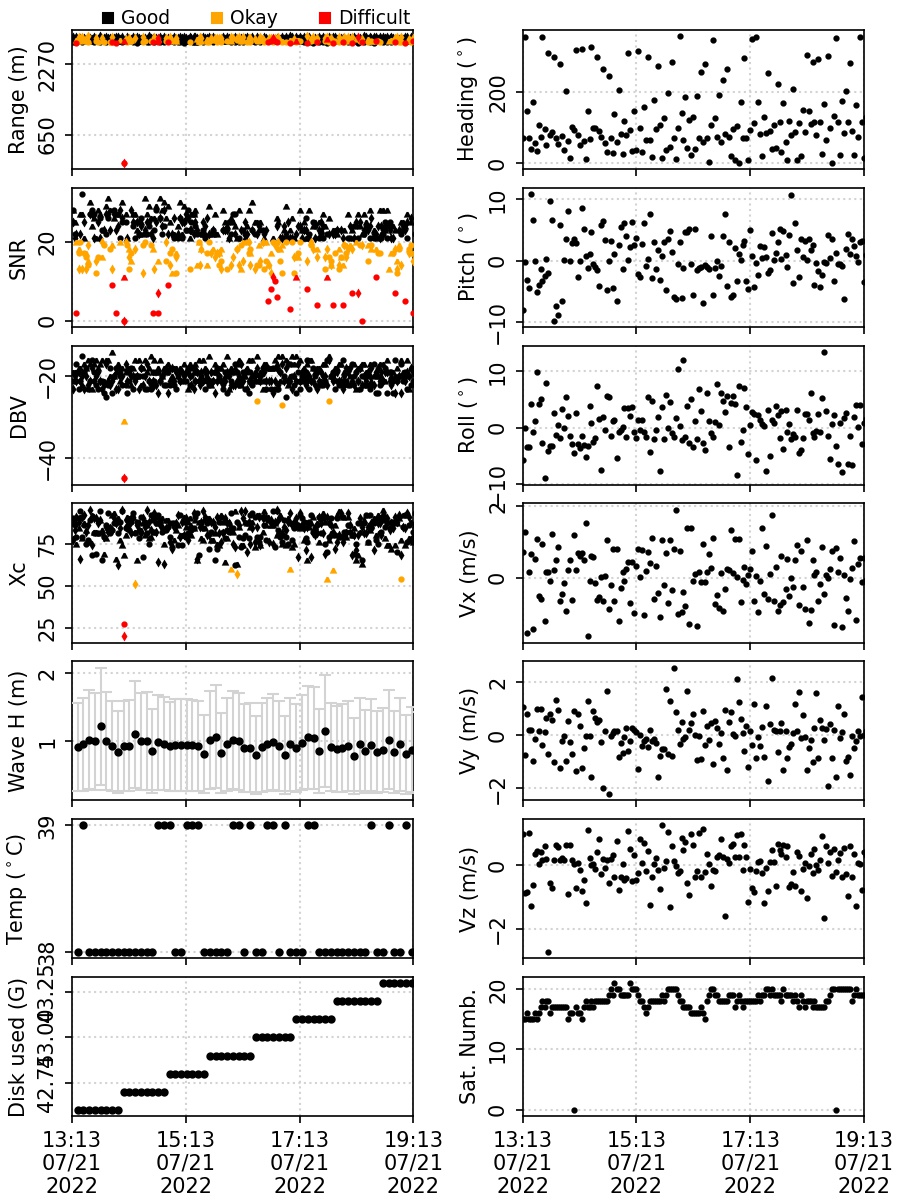 Good Okay Difficult
Range (m)
2270
650
Heading (°)
200
0
SNR
20
0
Pitch (°)
10
0
−10
DBV
−20
−40
Roll (°)
10
0
−10
Xc
75
50
25
Vx (m/s)
2
0
Wave H (m)
2
1
Vy (m/s)
2
0
−2
Temp (°C)
39
38
Vz (m/s)
0
−2
Disk used (G)
43.25
43.00
42.75
Sat. Numb.
20
10
0
13:13 15:13 17:13 19:13
07/21 07/21 07/21 07/21
2022 2022 2022 2022
13:13 15:13 17:13 19:13
07/21 07/21 07/21 07/21
2022 2022 2022 2022